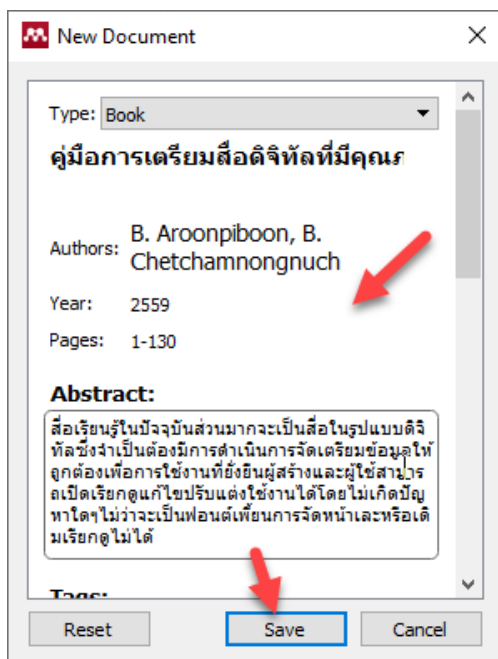 New Document
Type: Book
คู่มือการเตรียมสื่อดิจิทัลที่มีคุณภ
Authors: B. Aroonpiboon, B.
Chetchamnongnuch
Year: 2559
Pages: 1-130
Abstract:
สื่อเรียนรู้ในปัจจุบันส่วนมากจะเป็นสื่อในรูปแบบดิจิ
ทัลซึ่งจำเป็นต้องมีการดำเนินการจัดเตรียมข้อมูลให้
ถูกต้องเพื่อการใช้งานที่ยั่งยืนผู้สร้างและผู้ใช้สามาร
ถเปิดเรียกดูแก้ไขปรับแต่งใช้งานได้โดยไม่เกิดปัญ
หาใดๆไม่ว่าจะเป็นฟอนต์เพี้ยนการจัดหน้าเละหรือเดิ
มเรียกดูไม่ได้
Tags:
Reset Save Cancel